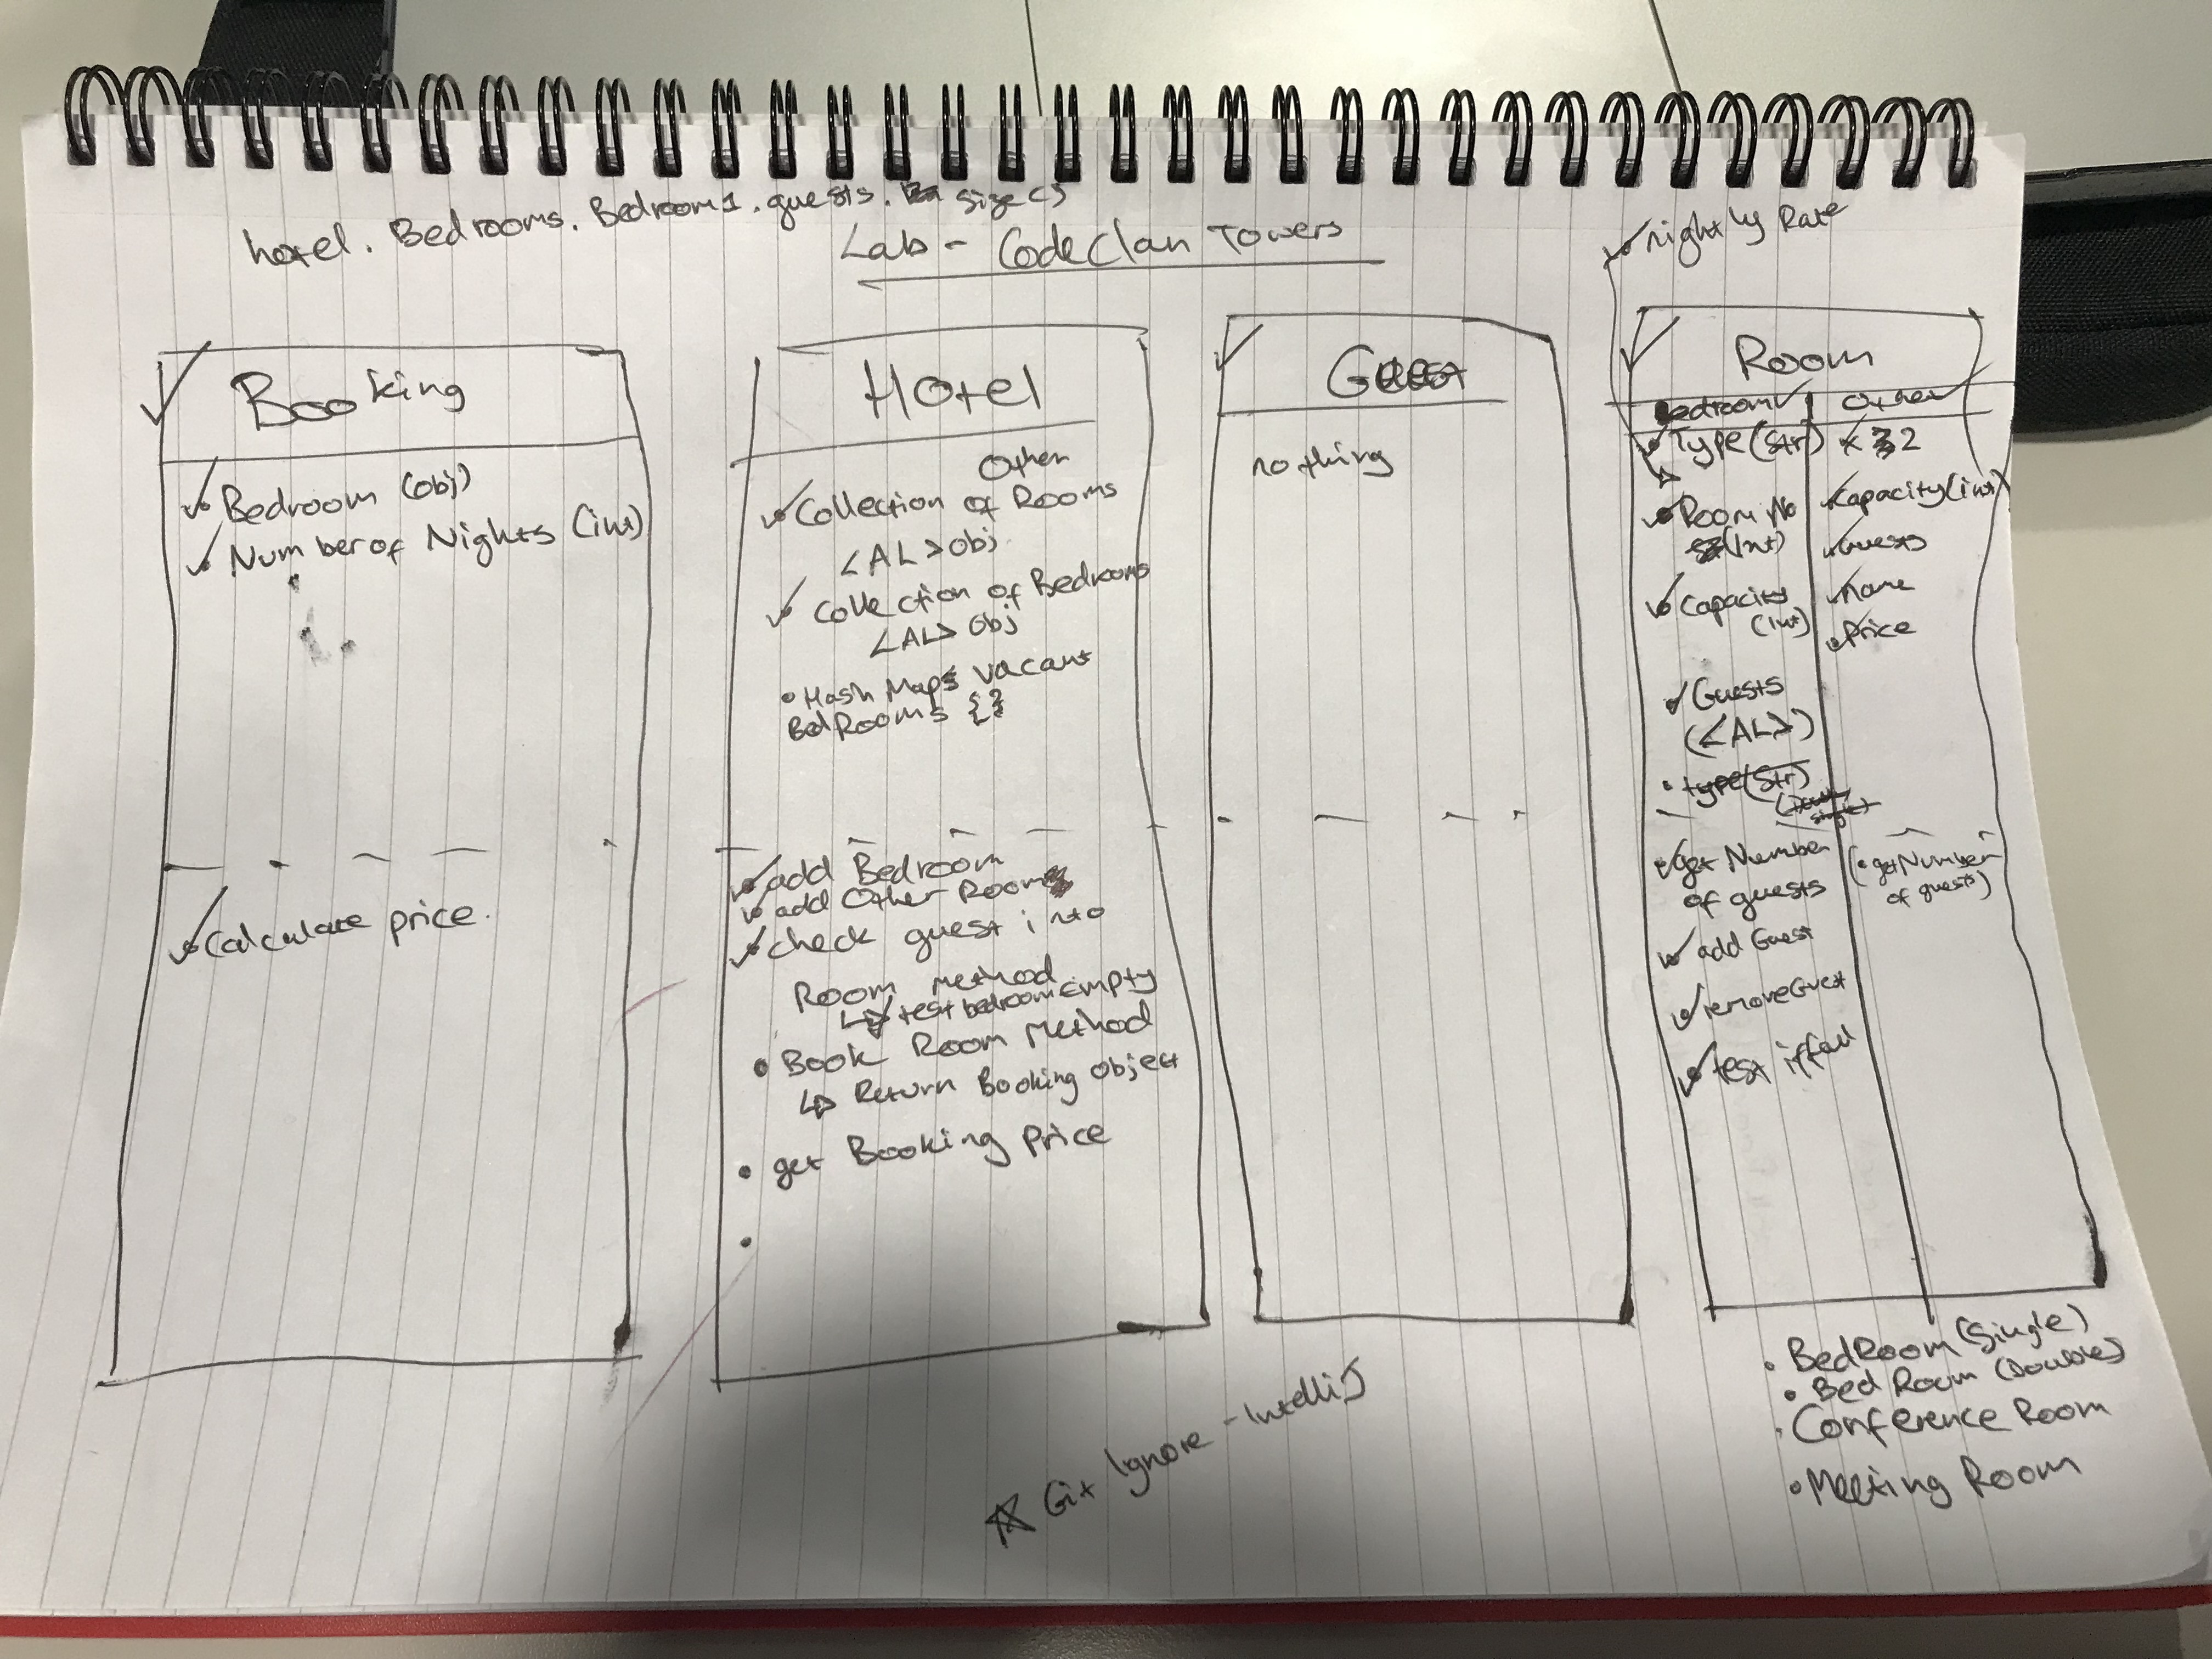 Lab - CodeClan Towers
hotel. Bedrooms. Bedrooms1. guests. size()
Booking
Bedroom (obj)
Number of Nights (int)
Calculate price.
Hotel
Other
Collection of Rooms
<AL> obj.
Collection of Bedrooms
<AL> obj
Hash Maps vacant
BedRooms {}
add Bedroom
add Other Rooms
check guest into
Room method
test bedroom empty
Book Room method
Return Booking object
get Booking Price
Git Ignore - IntelliJ
Guest
nothing
nightly Rate
Room
Bedroom
Type (str) x 2
Room No
(Int)
Capacity
(int)
Guests
(<AL>)
type(str)
get Number
of guests
add Guest
remove Guest
test if full
other
Capacity (int)
Guests
Name
Price
get Number
of guests)
BedRoom (single)
Bed Room (Double)
Conference Room
Meeting Room